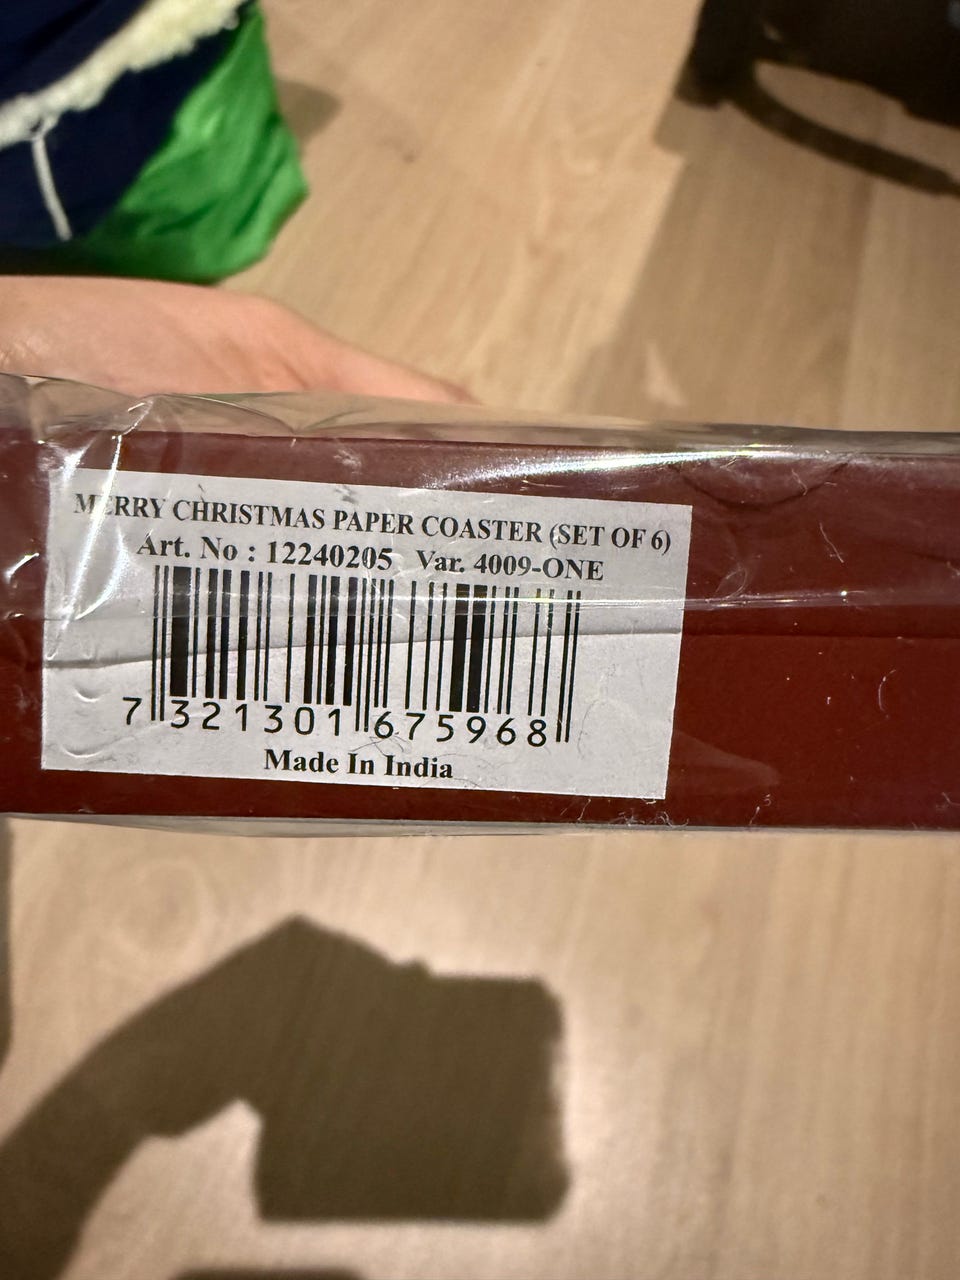 MERRY CHRISTMAS PAPER COASTER (SET OF 6)
Art. No : 12240205 Var. 4009-ONE
7 321301 675968
Made In India